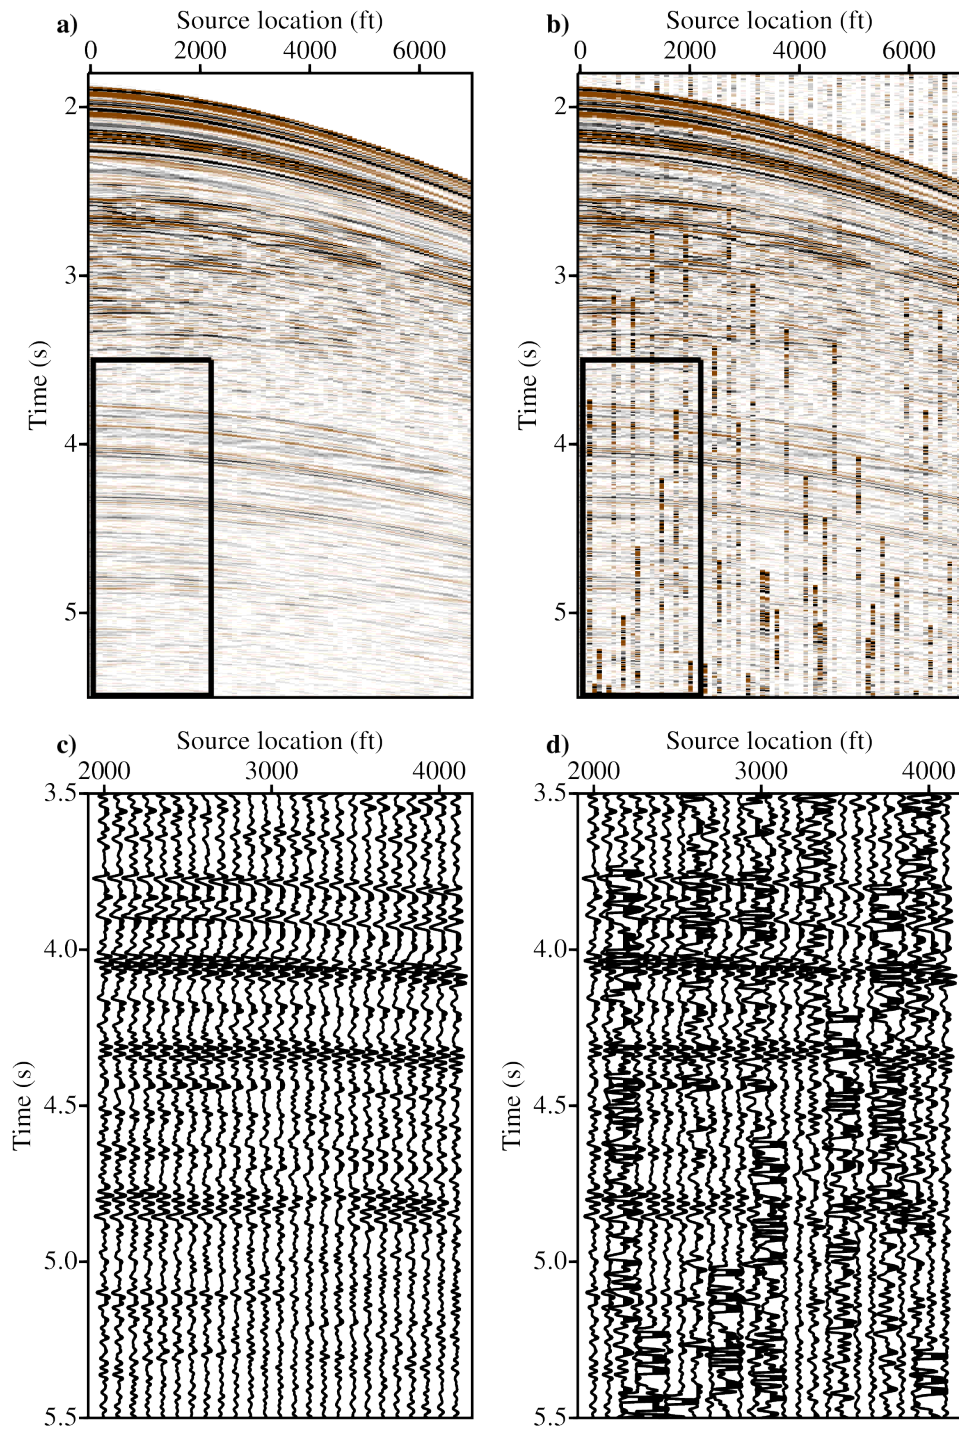 a) Source location (ft)
0 2000 4000 6000
2
3
4
5
Time (s)
b) Source location (ft)
0 2000 4000 6000
2
3
4
5
Time (s)
c) Source location (ft)
2000 3000 4000
3.5
4.0
4.5
5.0
5.5
Time (s)
d) Source location (ft)
2000 3000 4000
3.5
4.0
4.5
5.0
5.5
Time (s)